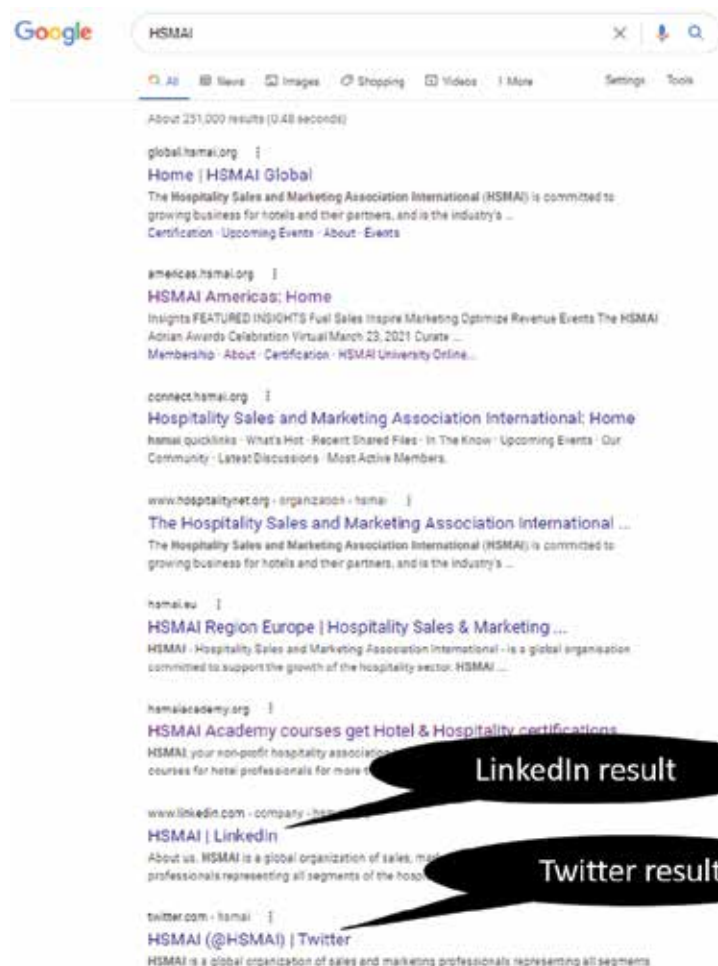 Google
HSMAI
All News Images Shopping Videos More Settings Tools
About 251,000 results (0.48 seconds)
global.hsmai.org
Home | HSMAI Global
The Hospitality Sales and Marketing Association International (HSMAI) is committed to
growing business for hotels and their partners, and is the industry's ...
Certification · Upcoming Events · About · Events
americas.hsmai.org
HSMAI Americas: Home
Insights FEATURED INSIGHTS Fuel Sales Inspire Marketing Optimize Revenue Events The HSMAI
Adrian Awards Celebration Virtual March 23, 2021 Curate ...
Membership · About · Certification · HSMAI University Online...
connect.hsmai.org
Hospitality Sales and Marketing Association International: Home
hsmai quicklinks · What's Hot · Recent Shared Files · In The Know · Upcoming Events · Our
Community · Latest Discussions · Most Active Members.
www.hospitalitynet.org › organization › hsmai
The Hospitality Sales and Marketing Association International ...
The Hospitality Sales and Marketing Association International (HSMAI) is committed to
growing business for hotels and their partners, and is the industry's ...
hsmai.eu
HSMAI Region Europe | Hospitality Sales & Marketing ...
HSMAI - Hospitality Sales and Marketing Association International - is a global organisation
committed to support the growth of the hospitality sector. HSMAI ...
hsmaiacademy.org
HSMAI Academy courses get Hotel & Hospitality certifications
HSMAI, your non-profit hospitality association
courses for hotel professionals for more
LinkedIn result
www.linkedin.com › company
HSMAI | LinkedIn
About us. HSMAI is a global organization of sales,
professionals representing all segments of the
Twitter result
twitter.com › hsmai
HSMAI (@HSMAI) | Twitter
HSMAI is a global organization of sales and marketing professionals representing all segments